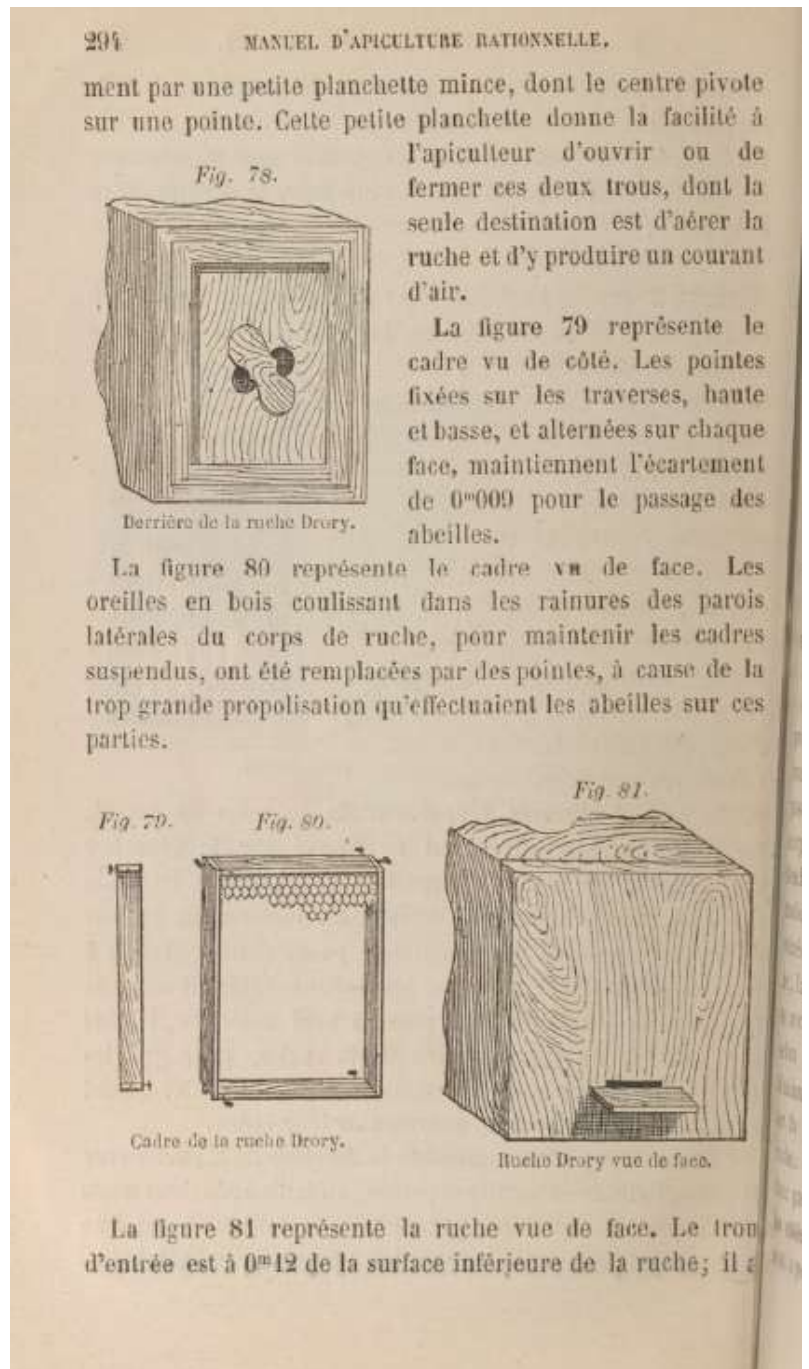 294 MANUEL D'APICULTURE RATIONNELLE.
ment par une petite planchette mince, dont le centre pivote
sur une pointe. Cette petite planchette donne la facilité à
l'apiculteur d'ouvrir ou de
fermer ces deux trous, dont la
seule destination est d'aérer la
ruche et d'y produire un courant
d'air.
Fig. 78.
Derrière de la ruche Drory.
La figure 79 représente le
cadre vu de côté. Les pointes
fixées sur les traverses, haute
et basse, et alternées sur chaque
face, maintiennent l'écartement
de 0ᵐ009 pour le passage des
abeilles.
La figure 80 représente le cadre vu de face. Les
oreilles en bois coulissant dans les rainures des parois
latérales du corps de ruche, pour maintenir les cadres
suspendus, ont été remplacées par des pointes, à cause de la
trop grande propolisation qu'effectuaient les abeilles sur ces
parties.
Fig. 79.
Fig. 80.
Fig. 81.
Cadre de la ruche Drory.
Ruche Drory vue de face.
La figure 81 représente la ruche vue de face. Le trou
d'entrée est à 0ᵐ12 de la surface inférieure de la ruche; il a